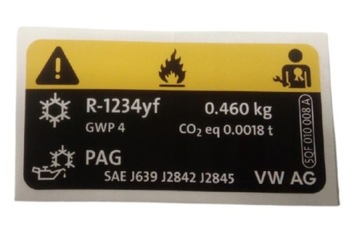 R-1234yf 0.460 kg
GWP 4 CO₂ eq 0.0018 t
PAG
SAE J639 J2842 J2845 VW AG
5QF 010 008 A